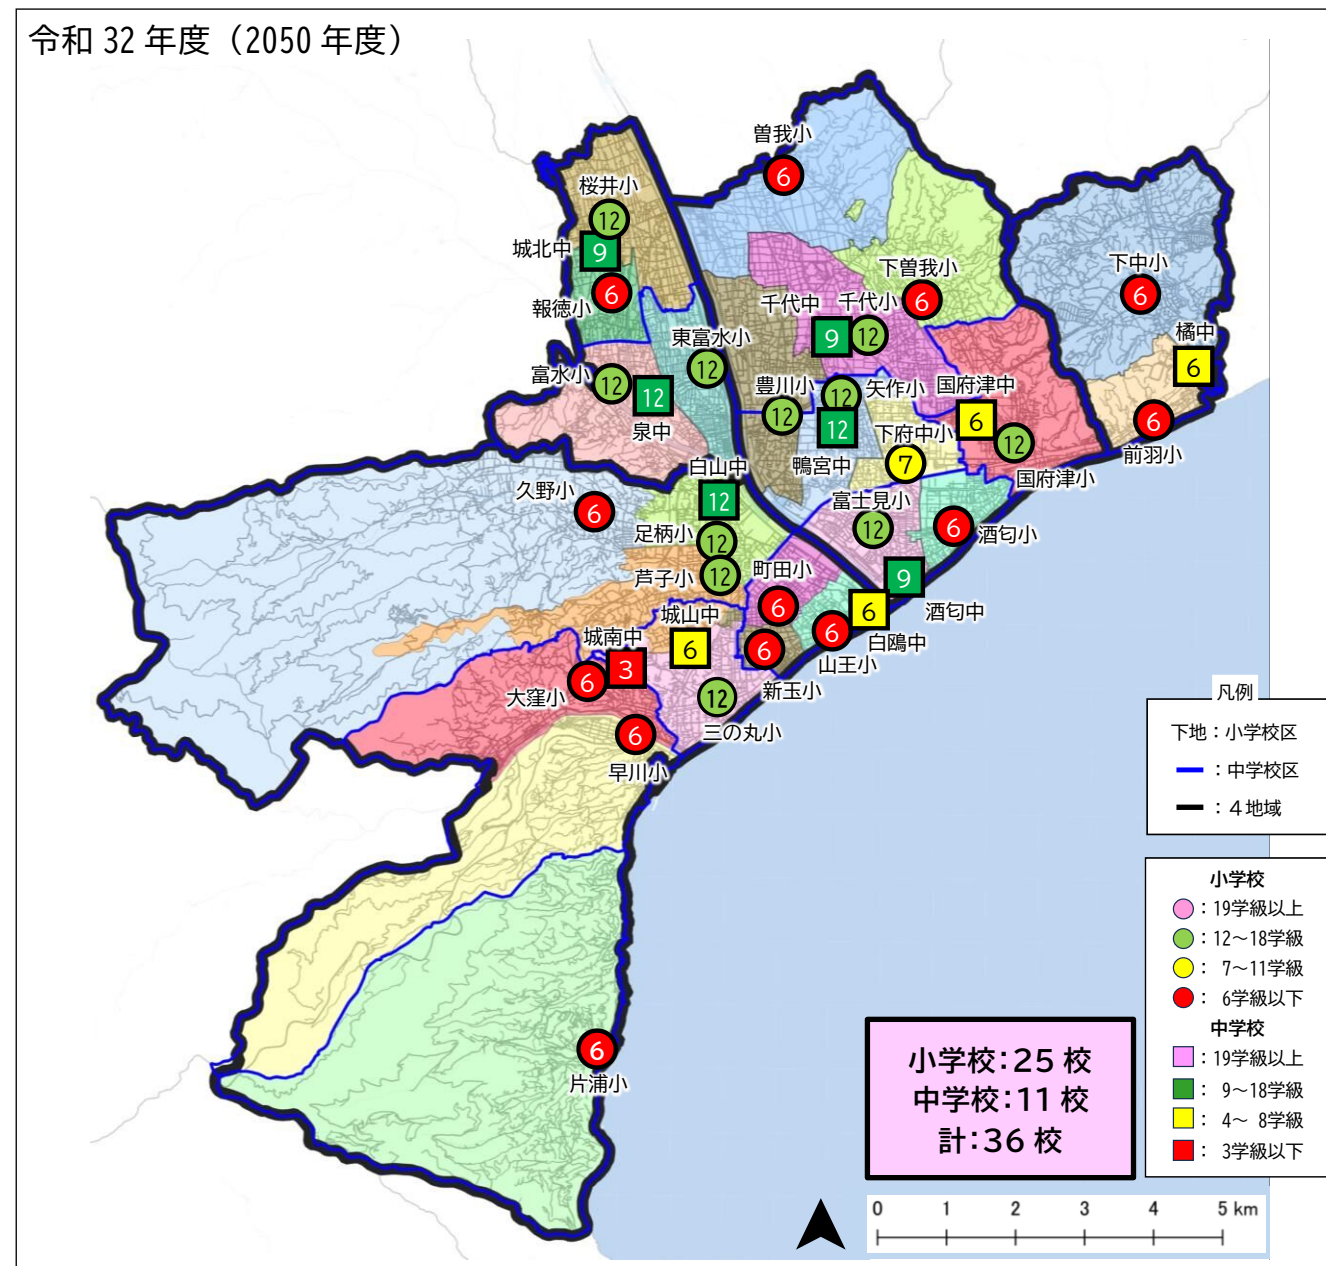 令和 32 年度（2050 年度）
曽我小
6
桜井小
12
城北中
9
報徳小
6
下曽我小
6
下中小
6
千代中
千代小
9
12
橘中
6
東富水小
12
富水小
12
12
泉中
豊川小
12
矢作小
12
12
鴨宮中
国府津中
6
12
国府津小
下府中小
7
6
前羽小
白山中
12
久野小
6
足柄小
12
芦子小
12
富士見小
12
6
酒匂小
町田小
6
9
酒匂中
城山中
6
6
白鴎中
城南中
3
6
山王小
6
新玉小
大窪小
6
12
三の丸小
6
早川小
6
片浦小
凡例
下地：小学校区
：中学校区
：４地域
小学校
：19学級以上
：12～18学級
：7～11学級
：6学級以下
中学校
：19学級以上
：9～18学級
：4～ 8学級
：3学級以下
小学校：25 校
中学校：11 校
計：36 校
0 1 2 3 4 5 km